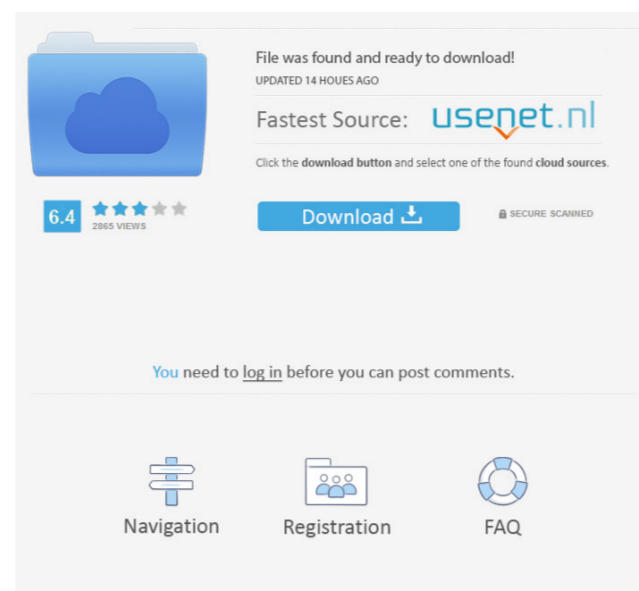 File was found and ready to download!
UPDATED 14 HOUES AGO
Fastest Source: usenet.nl
Click the download button and select one of the found cloud sources.
6.4
2865 VIEWS
Download
SECURE SCANNED
You need to log in before you can post comments.
Navigation
Registration
FAQ